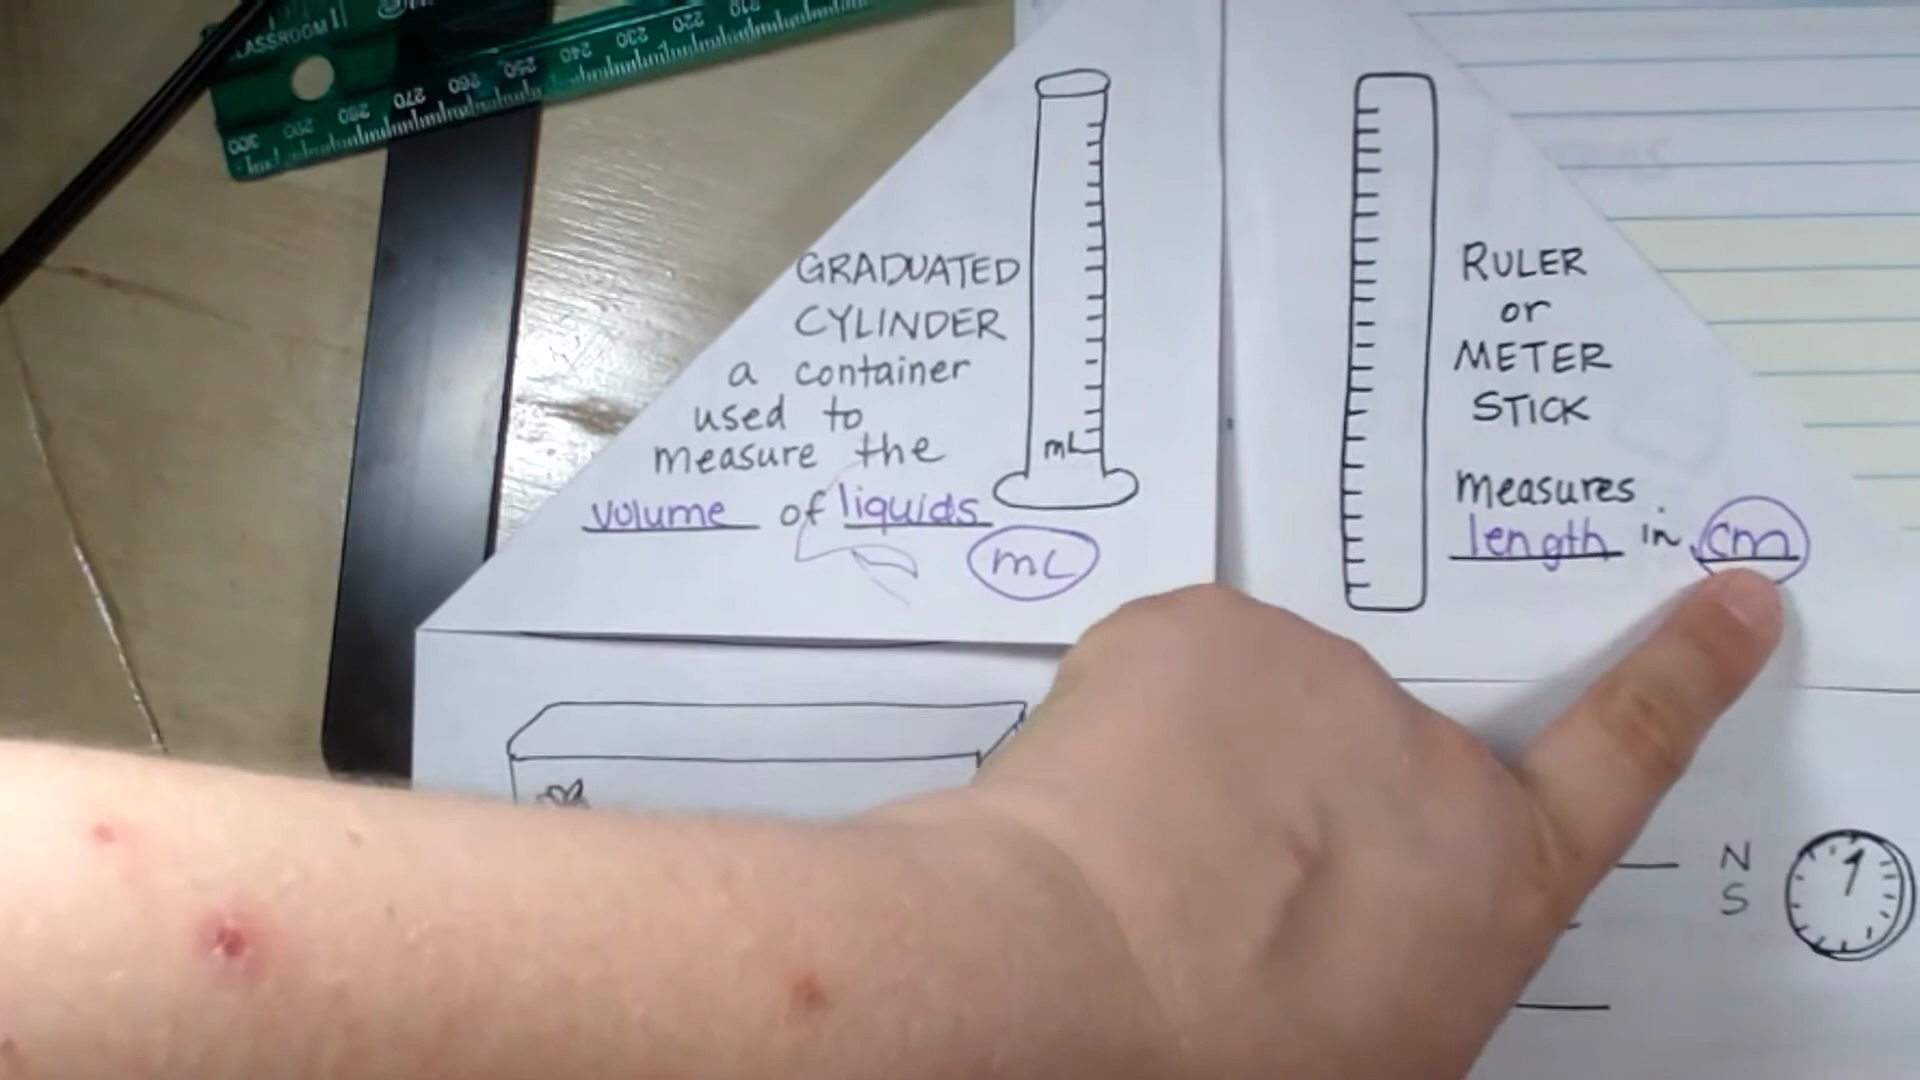 CLASSROOM
300 290 280 270 260 250 240 230 220 210
GRADUATED
CYLINDER
a container
used to
measure the
volume of liquids
mL
mL
RULER
or
METER
STICK
measures
length in cm
N
S
1